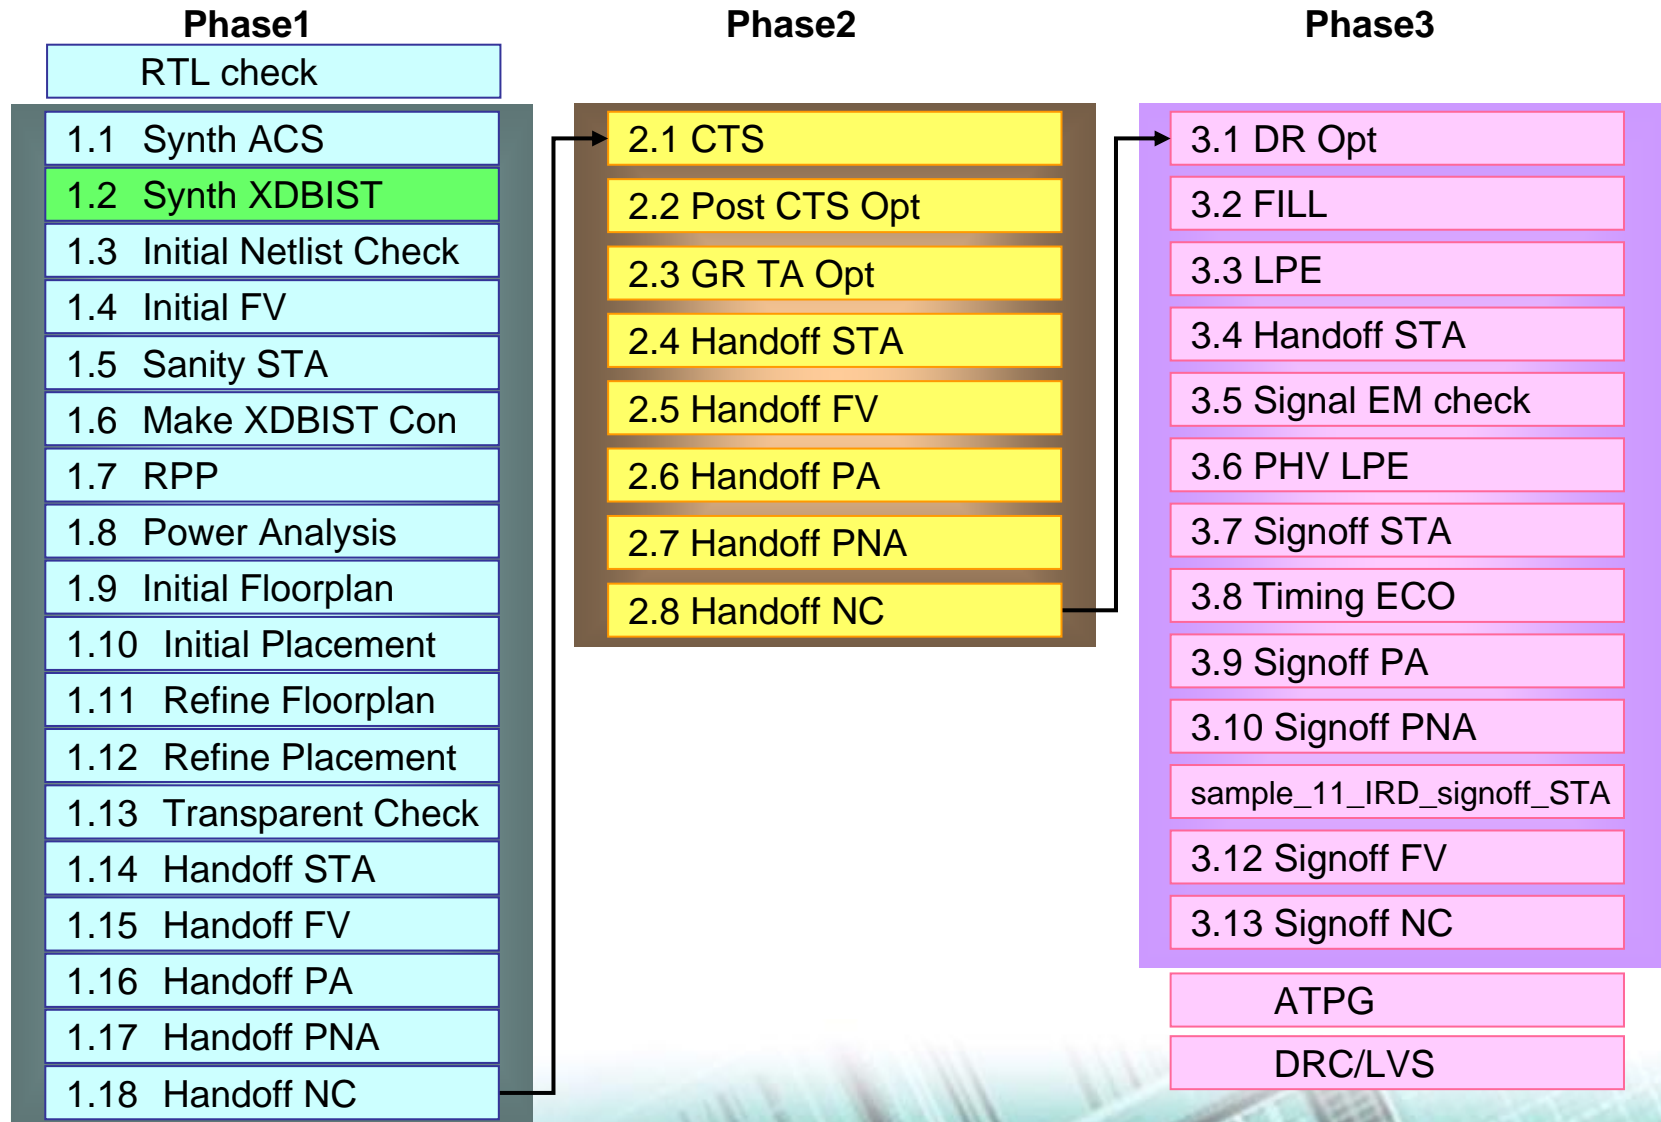 Phase1
RTL check
1.1 Synth ACS
1.2 Synth XDBIST
1.3 Initial Netlist Check
1.4 Initial FV
1.5 Sanity STA
1.6 Make XDBIST Con
1.7 RPP
1.8 Power Analysis
1.9 Initial Floorplan
1.10 Initial Placement
1.11 Refine Floorplan
1.12 Refine Placement
1.13 Transparent Check
1.14 Handoff STA
1.15 Handoff FV
1.16 Handoff PA
1.17 Handoff PNA
1.18 Handoff NC
Phase2
2.1 CTS
2.2 Post CTS Opt
2.3 GR TA Opt
2.4 Handoff STA
2.5 Handoff FV
2.6 Handoff PA
2.7 Handoff PNA
2.8 Handoff NC
Phase3
3.1 DR Opt
3.2 FILL
3.3 LPE
3.4 Handoff STA
3.5 Signal EM check
3.6 PHV LPE
3.7 Signoff STA
3.8 Timing ECO
3.9 Signoff PA
3.10 Signoff PNA
sample_11_IRD_signoff_STA
3.12 Signoff FV
3.13 Signoff NC
ATPG
DRC/LVS